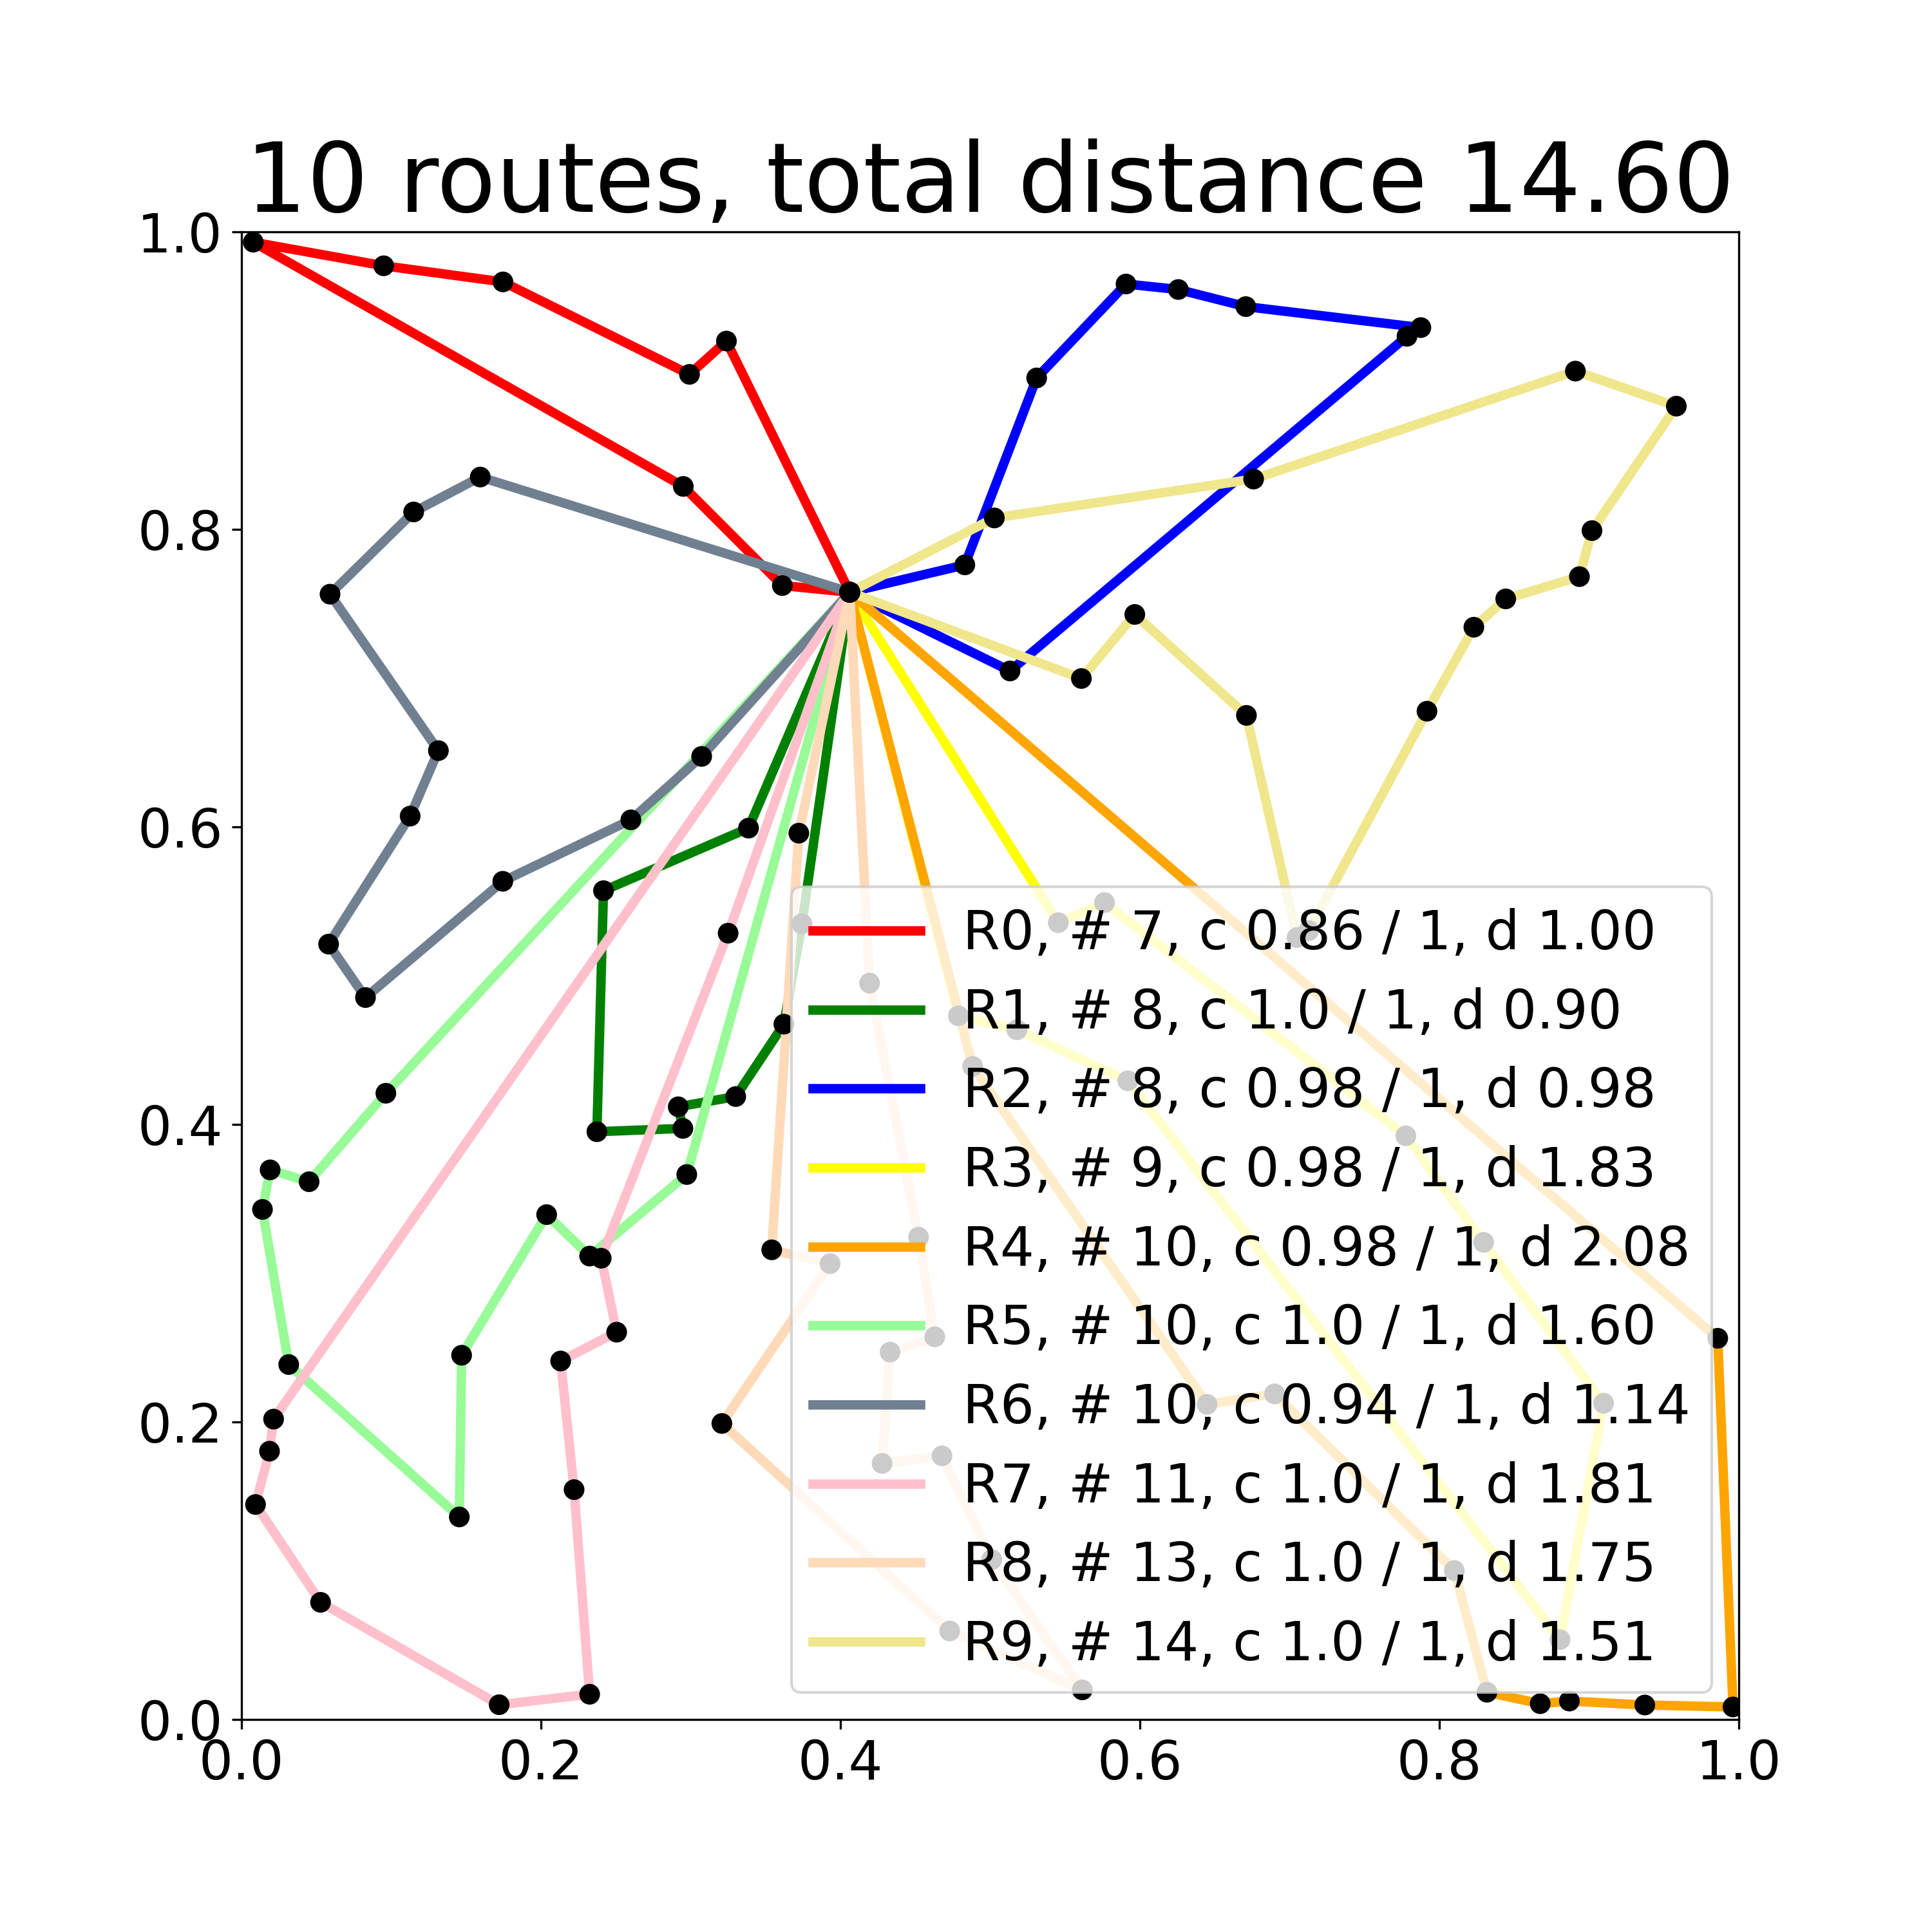 10 routes, total distance 14.60
1.0
0.8
0.6
0.4
0.2
0.0
0.0 0.2 0.4 0.6 0.8 1.0
R0, # 7, c 0.86 / 1, d 1.00
R1, # 8, c 1.0 / 1, d 0.90
R2, # 8, c 0.98 / 1, d 0.98
R3, # 9, c 0.98 / 1, d 1.83
R4, # 10, c 0.98 / 1, d 2.08
R5, # 10, c 1.0 / 1, d 1.60
R6, # 10, c 0.94 / 1, d 1.14
R7, # 11, c 1.0 / 1, d 1.81
R8, # 13, c 1.0 / 1, d 1.75
R9, # 14, c 1.0 / 1, d 1.51